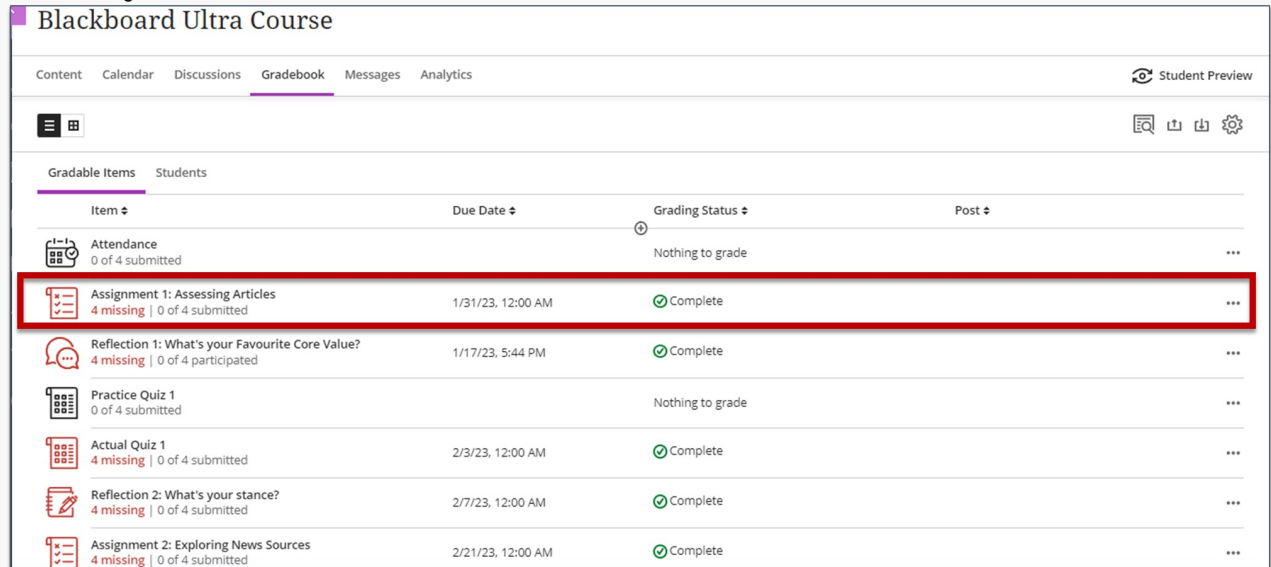 Blackboard Ultra Course
Content Calendar Discussions Gradebook Messages Analytics Student Preview
Gradable Items Students
Item Due Date Grading Status Post
Attendance
0 of 4 submitted
Nothing to grade
Assignment 1: Assessing Articles
4 missing | 0 of 4 submitted
1/31/23, 12:00 AM
Complete
Reflection 1: What's your Favourite Core Value?
4 missing | 0 of 4 participated
1/17/23, 5:44 PM
Complete
Practice Quiz 1
0 of 4 submitted
Nothing to grade
Actual Quiz 1
4 missing | 0 of 4 submitted
2/3/23, 12:00 AM
Complete
Reflection 2: What's your stance?
4 missing | 0 of 4 submitted
2/7/23, 12:00 AM
Complete
Assignment 2: Exploring News Sources
4 missing | 0 of 4 submitted
2/21/23, 12:00 AM
Complete